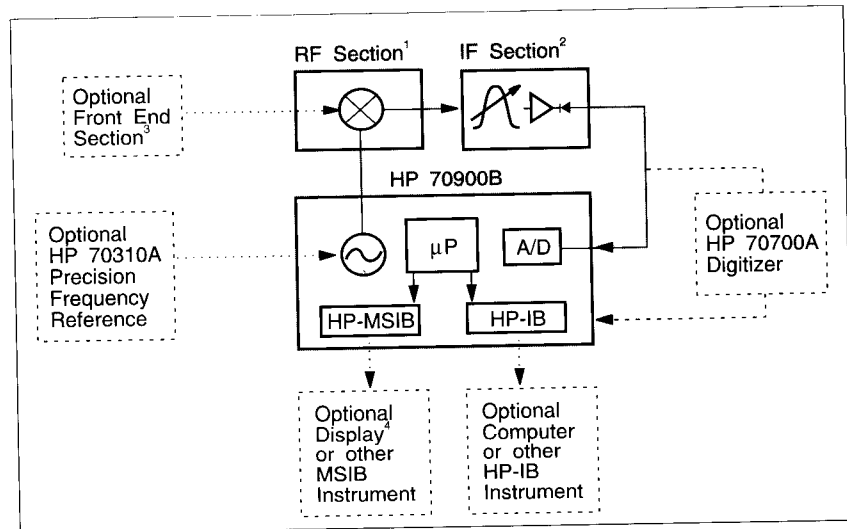 RF Section¹
IF Section²
Optional
Front End
Section³
HP 70900B
Optional
HP 70310A
Precision
Frequency
Reference
μP
A/D
HP-MSIB
HP-IB
Optional
HP 70700A
Digitizer
Optional
Display⁴
or other
MSIB
Instrument
Optional
Computer
or other
HP-IB
Instrument